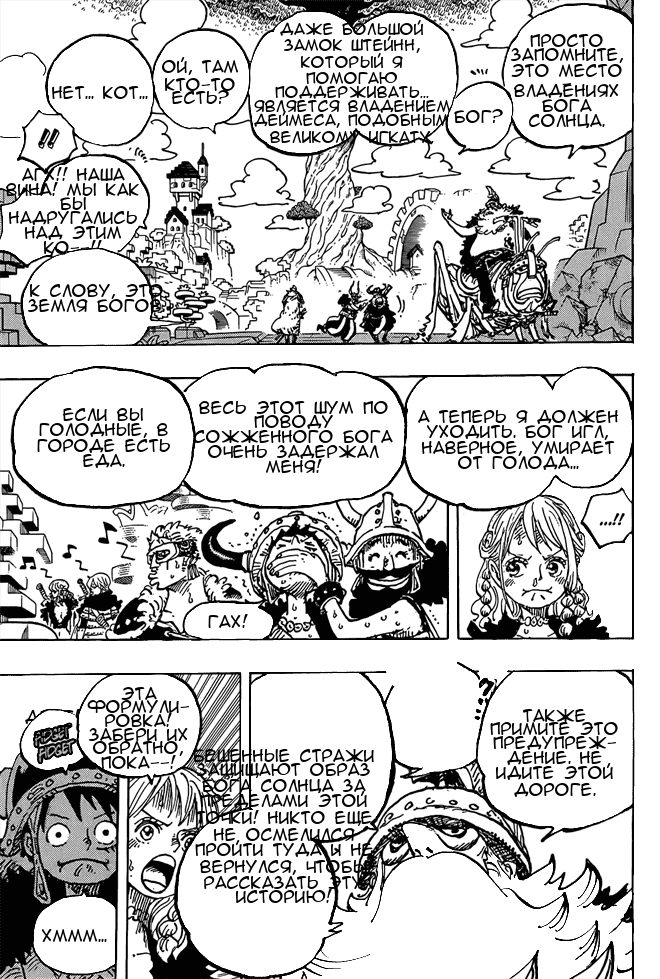 ПРОСТО
ЗАПОМНИТЕ,
ЭТО МЕСТО
ВЛАДЕНИЯХ
БОГА
СОЛНЦА.
БОГ?
ДАЖЕ БОЛЬШОЙ
ЗАМОК ШТЕЙНН,
КОТОРЫЙ Я
ПОМОГАЮ
ПОДДЕРЖИВАТЬ...
ЯВЛЯЕТСЯ ВЛАДЕНИЕМ
ДЕЙМЕСА, ПОДОБНЫМ
ВЕЛИКОМУ ИГКАТУ
ОЙ, ТАМ
КТО-ТО
ЕСТЬ?
НЕТ... КОТ...
!!
АГХ!! НАША
ВИНА! МЫ КАК
БЫ
НАДРУГАЛИСЬ
НАД ЭТИМ
КО--!!
К СЛОВУ, ЭТО
ЗЕМЛЯ БОГО
А ТЕПЕРЬ Я ДОЛЖЕН
УХОДИТЬ. БОГ ИГЛ,
НАВЕРНОЕ, УМИРАЕТ
ОТ ГОЛОДА...
...!!
ВЕСЬ ЭТОТ ШУМ ПО
ПОВОДУ
СОЖЖЕННОГО БОГА
ОЧЕНЬ ЗАДЕРЖАЛ
МЕНЯ!
ЕСЛИ ВЫ
ГОЛОДНЫЕ, В
ГОРОДЕ ЕСТЬ
ЕДА.
ГАХ!
ТАКЖЕ
ПРИМИТЕ ЭТО
ПРЕДУПРЕЖ-
ДЕНИЕ. НЕ
ИДИТЕ ЭТОЙ
ДОРОГЕ.
..?
БЕШЕННЫЕ СТРАЖИ
ЗАЩИЩАЮТ ОБРАЗ
БОГА СОЛНЦА ЗА
ПРЕДЕЛАМИ ЭТОЙ
ТОЧКИ! НИКТО ЕЩЕ
НЕ ОСМЕЛИЛСЯ
ПРОЙТИ ТУДА И НЕ
ВЕРНУЛСЯ, ЧТОБЫ
РАССКАЗАТЬ ЭТУ
ИСТОРИЮ!
ЭТА
ФОРМУЛИ-
РОВКА!
ЗАБЕРИ ИХ
ОБРАТНО,
ПОКА--!
FIDGET
FIDGET
ХМММ...